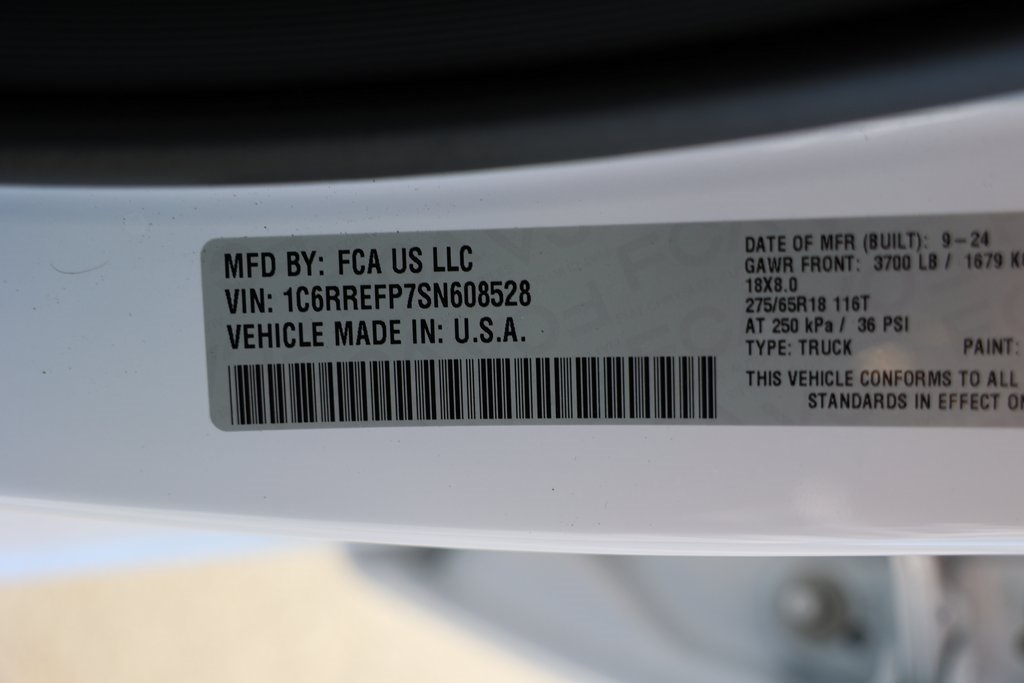 MFD BY: FCA US LLC
VIN: 1C6RREFP7SN608528
VEHICLE MADE IN: U.S.A.
DATE OF MFR (BUILT): 9-24
GAWR FRONT: 3700 LB / 1679 K
18X8.0
275/65R18 116T
AT 250 kPa / 36 PSI
TYPE: TRUCK PAINT:
THIS VEHICLE CONFORMS TO ALL
STANDARDS IN EFFECT ON